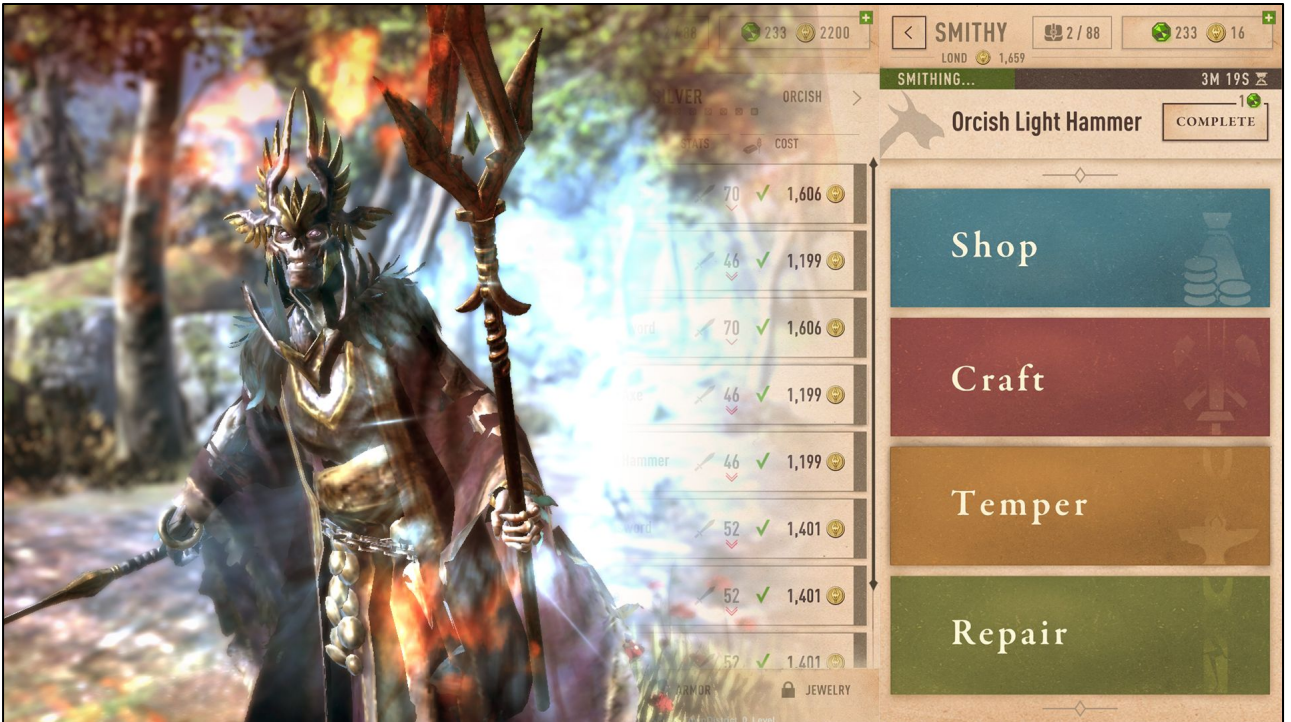 233 2200
SMITHY
2 / 88
233 16
LOND 1,659
SMITHING... 3M 19S
Orcish Light Hammer
1
COMPLETE
ORCISH
COST
70 1,606
46 1,199
70 1,606
46 1,199
Hammer 46 1,199
52 1,401
52 1,401
52 1,401
ARMOR
JEWELRY
Shop
Craft
Temper
Repair